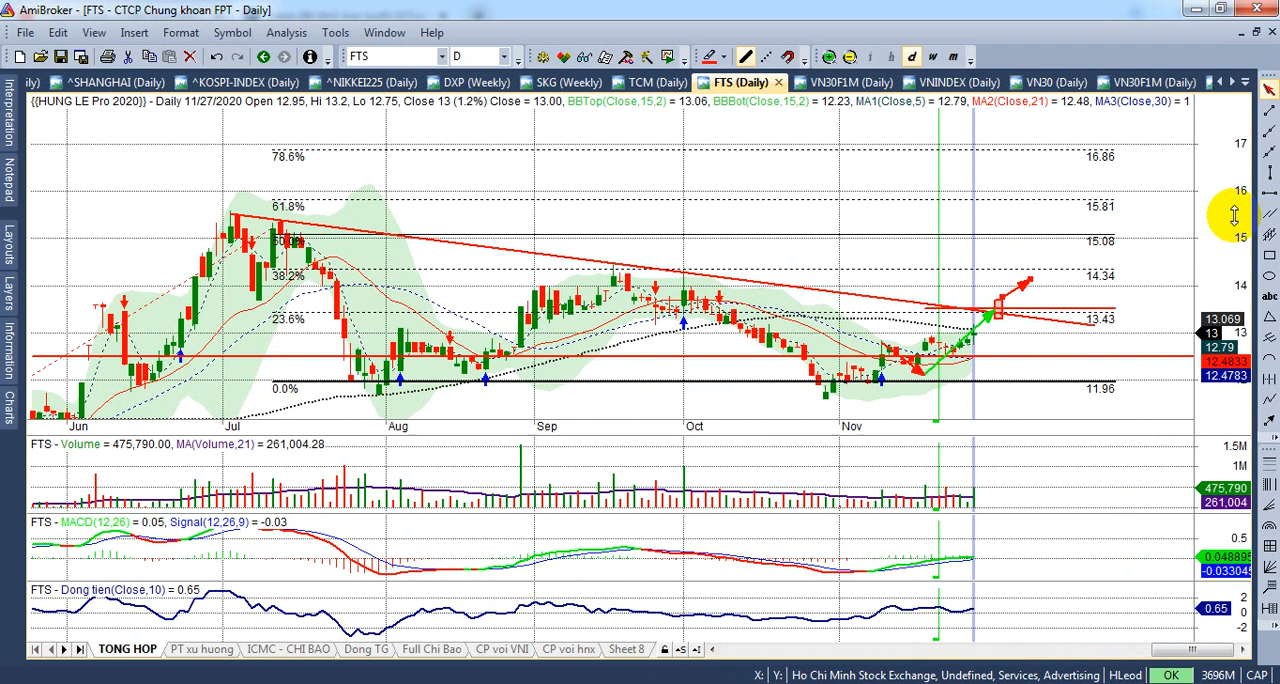 AmiBroker - [FTS - CTCP Chung khoan FPT - Daily]
File Edit View Insert Format Symbol Analysis Tools Window Help
FTS D i h d w m
ily) ^SHANGHAI (Daily) ^KOSPI-INDEX (Daily) ^NIKKEI225 (Daily) DXP (Weekly) SKG (Weekly) TCM (Daily) FTS (Daily) VN30F1M (Daily) VNINDEX (Daily) VN30 (Daily) VN30F1M (Daily)
{{HUNG LE Pro 2020}} - Daily 11/27/2020 Open 12.95, Hi 13.2, Lo 12.75, Close 13 (1.2%) Close = 13.00, BBTop(Close,15,2) = 13.06, BBBot(Close,15,2) = 12.23, MA1(Close,5) = 12.79, MA2(Close,21) = 12.48, MA3(Close,30) = 1
Interpretation
Notepad
Layouts
Layers
Information
Charts
17
78.6% 16.86
16
61.8% 15.81
15
50.0% 15.08
38.2% 14.34
14
23.6% 13.43
13.069
13 13
12.79
12.4833
12.4783
0.0% 11.96
Jun Jul Aug Sep Oct Nov
abc
FTS - Volume = 475,790.00, MA(Volume,21) = 261,004.28
1.5M
1M
475,790
261,004
FTS - MACD(12,26) = 0.05, Signal(12,26,9) = -0.03
0.5
0.048895
-0.033045
FTS - Dong tien(Close,10) = 0.65
2
0.65 0
-2
TONG HOP PT xu huong ICMC - CHI BAO Dong TG Full Chi Bao CP voi VNI CP voi hnx Sheet 8
X: Y: Ho Chi Minh Stock Exchange, Undefined, Services, Advertising HLeod OK 3696M CAP